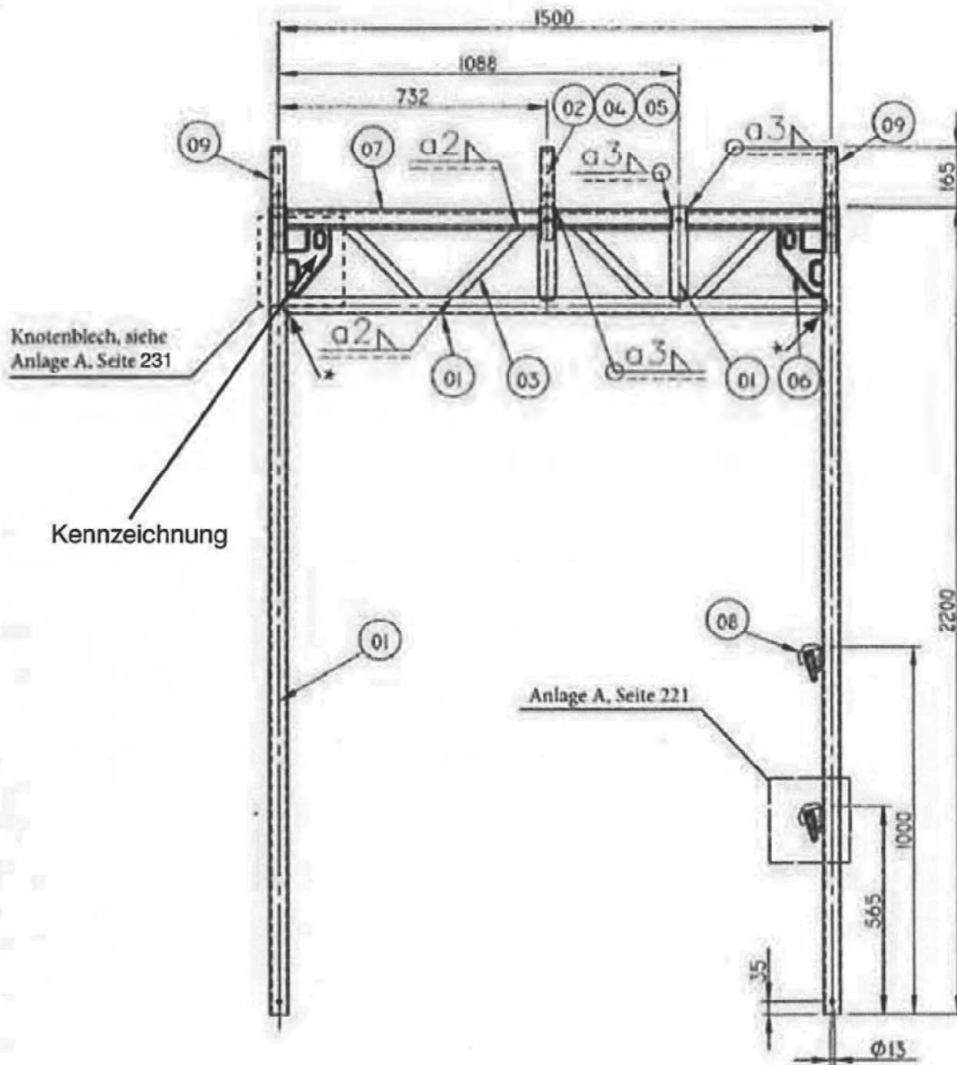 1500
1088
732
02 04 05
09
09
07
a2
a3
a3
165
Knotenblech, siehe
Anlage A, Seite 231
a2
a3
*
*
01
03
01
06
Kennzeichnung
2200
08
01
Anlage A, Seite 221
1000
565
35
Φ13